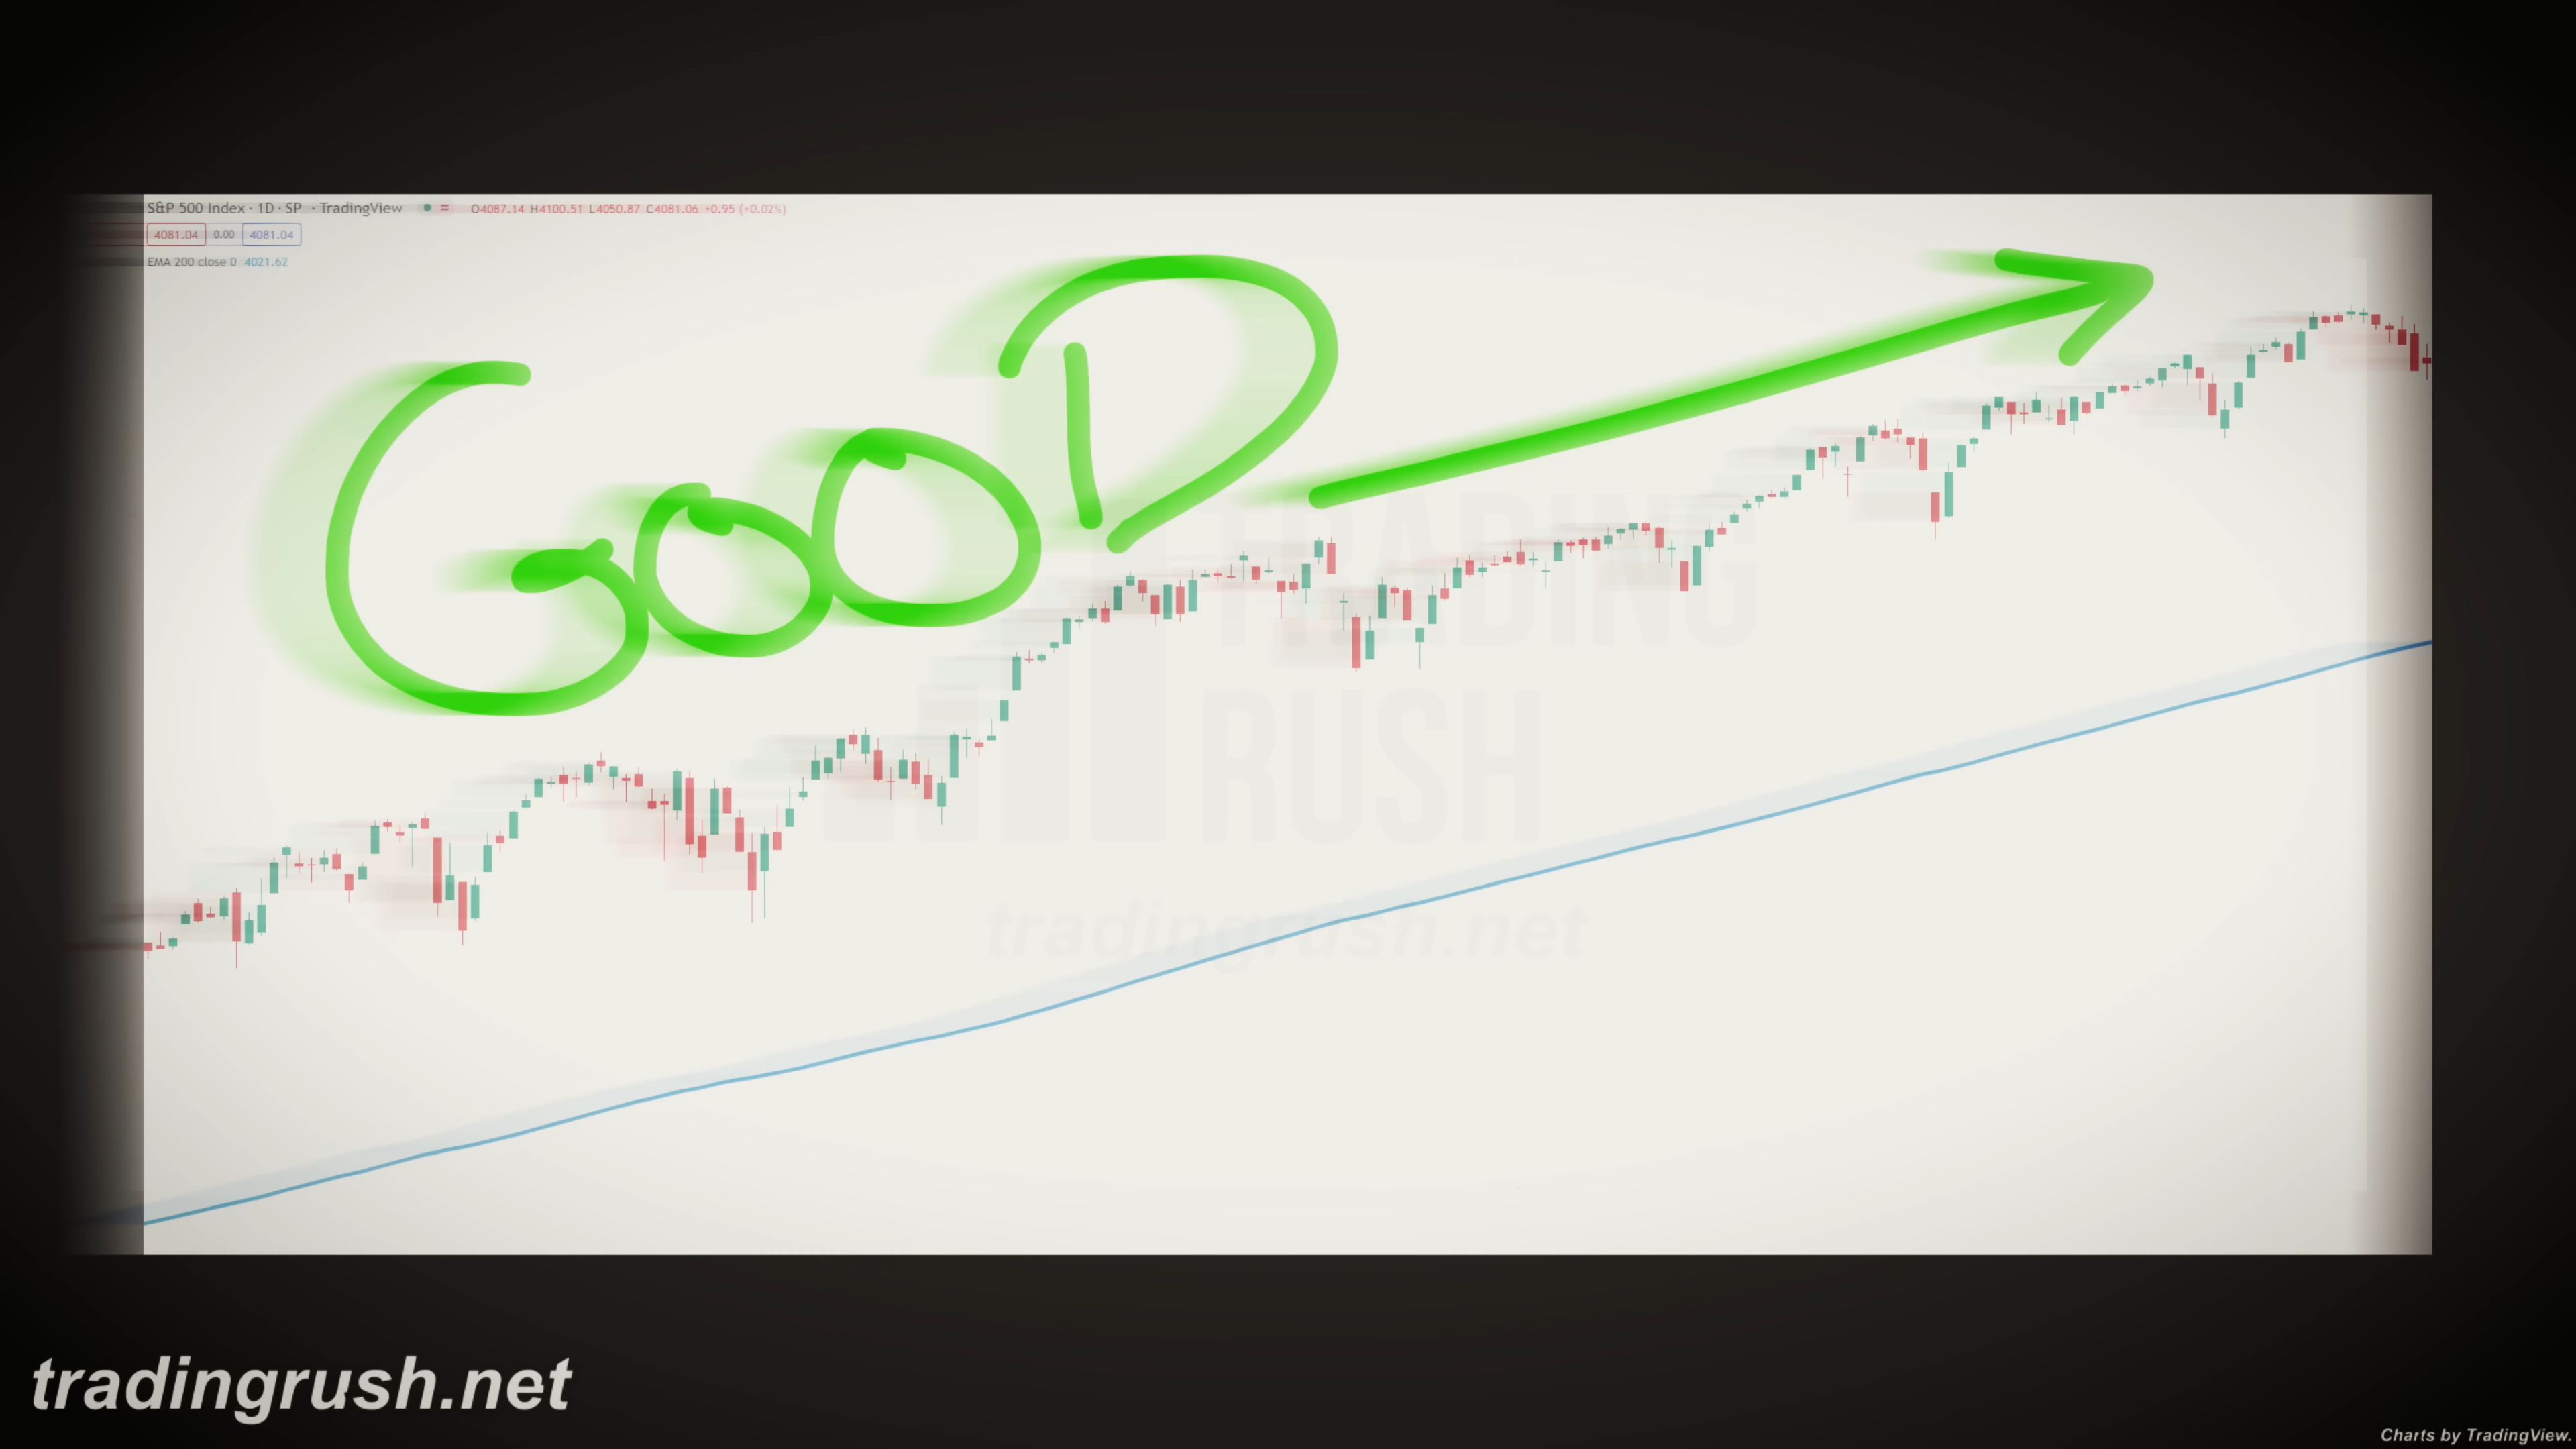 S&P 500 Index · 1D · SP · TradingView O4087.14 H4100.51 L4050.87 C4081.06 +0.95 (+0.02%)
4081.04 0.00 4081.04
EMA 200 close 0 4021.62
GOOD
TRADING
RUSH
tradingrush.net
tradingrush.net
Charts by TradingView.